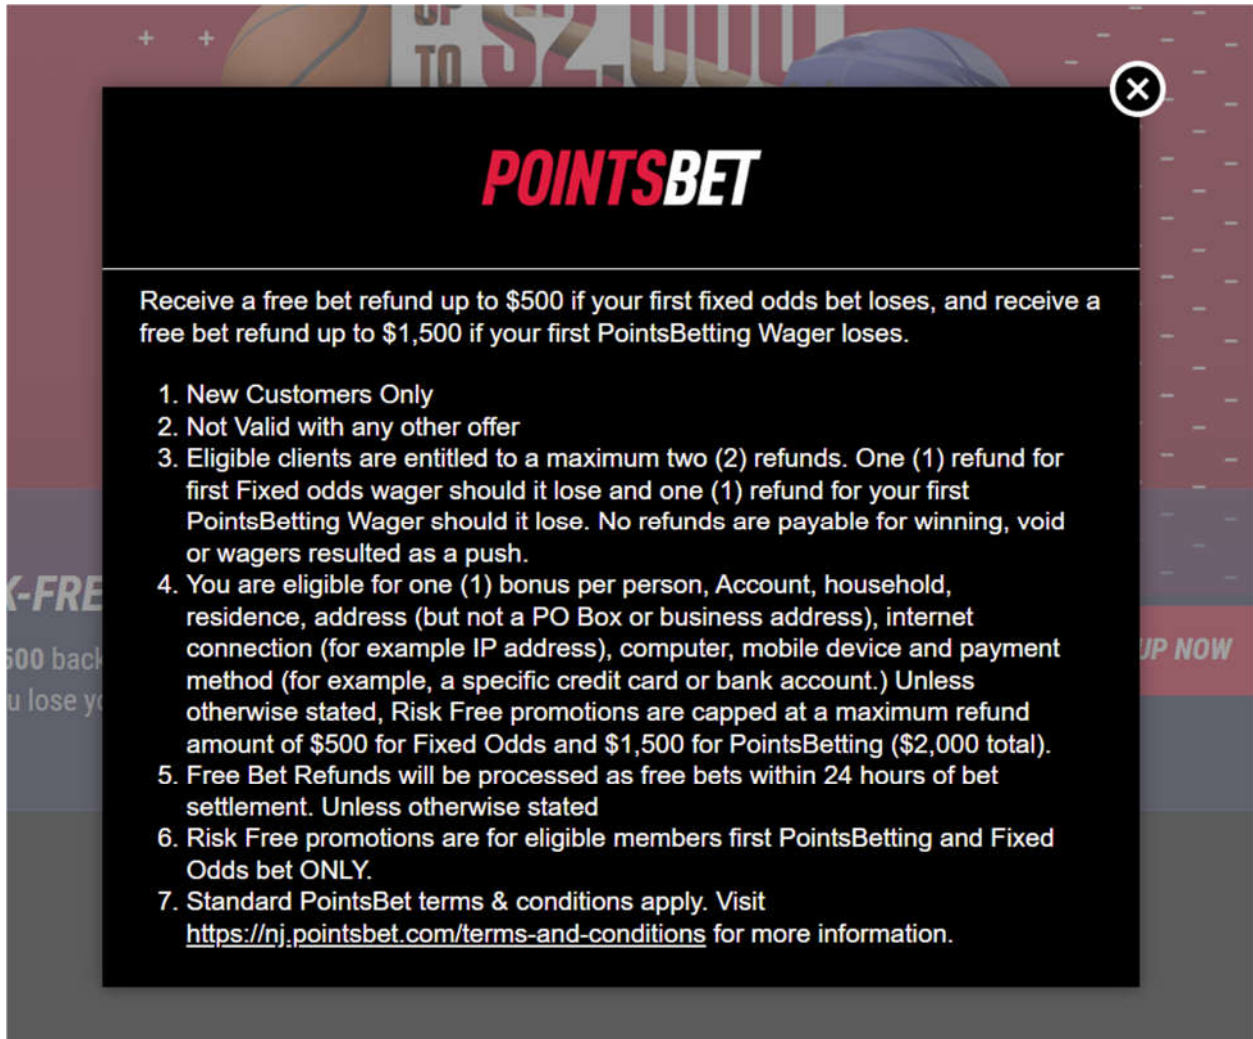 UP
TO
$2,000
POINTSBET
Receive a free bet refund up to $500 if your first fixed odds bet loses, and receive a
free bet refund up to $1,500 if your first PointsBetting Wager loses.
1. New Customers Only
2. Not Valid with any other offer
3. Eligible clients are entitled to a maximum two (2) refunds. One (1) refund for
first Fixed odds wager should it lose and one (1) refund for your first
PointsBetting Wager should it lose. No refunds are payable for winning, void
or wagers resulted as a push.
4. You are eligible for one (1) bonus per person, Account, household,
residence, address (but not a PO Box or business address), internet
connection (for example IP address), computer, mobile device and payment
method (for example, a specific credit card or bank account.) Unless
otherwise stated, Risk Free promotions are capped at a maximum refund
amount of $500 for Fixed Odds and $1,500 for PointsBetting ($2,000 total).
5. Free Bet Refunds will be processed as free bets within 24 hours of bet
settlement. Unless otherwise stated
6. Risk Free promotions are for eligible members first PointsBetting and Fixed
Odds bet ONLY.
7. Standard PointsBet terms & conditions apply. Visit
https://nj.pointsbet.com/terms-and-conditions for more information.
K-FRE
500 back
u lose yo
UP NOW